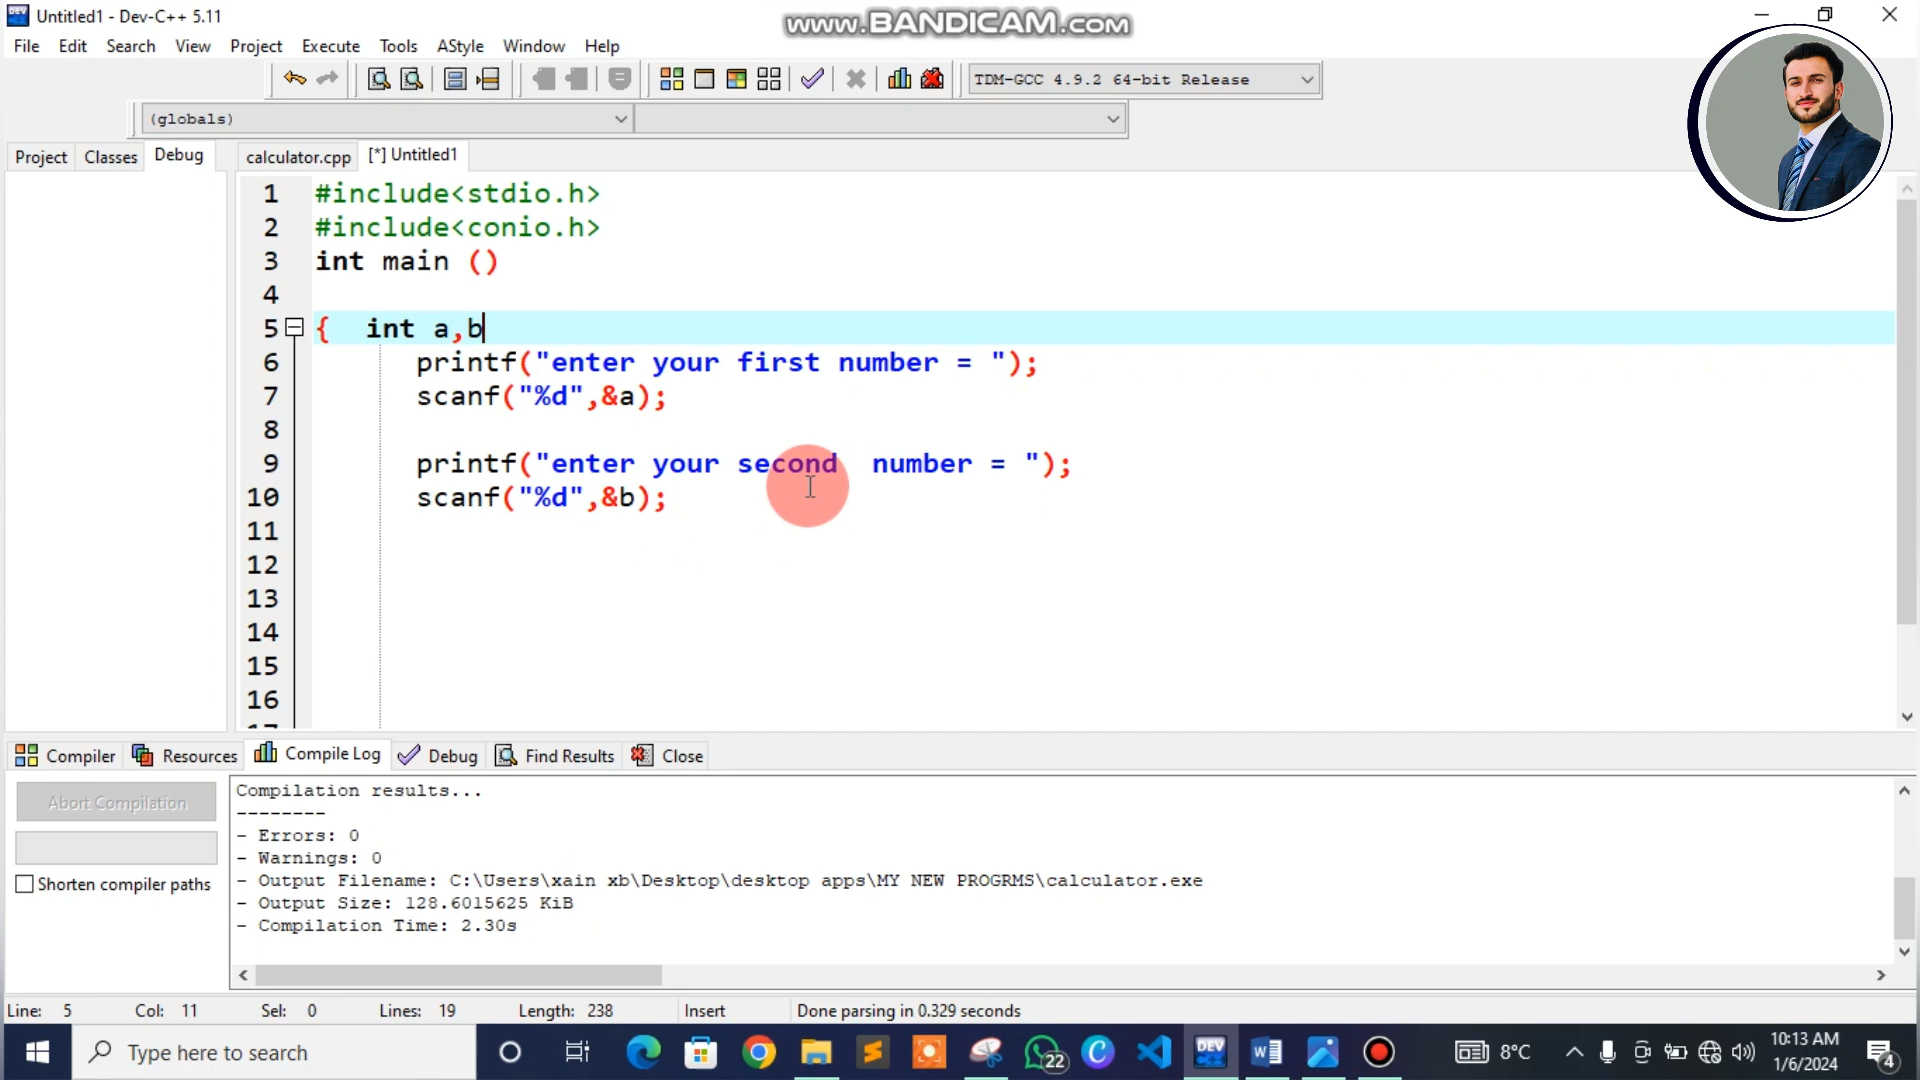 Untitled1 - Dev-C++ 5.11
www.BANDICAM.com
File Edit Search View Project Execute Tools AStyle Window Help
TDM-GCC 4.9.2 64-bit Release
(globals)
Project Classes Debug calculator.cpp [*] Untitled1
1 #include<stdio.h>
2 #include<conio.h>
3 int main ()
4
5 { int a,b
6 printf("enter your first number = ");
7 scanf("%d",&a);
8
9 printf("enter your second  number = ");
10 scanf("%d",&b);
11
12
13
14
15
16
Compiler Resources Compile Log Debug Find Results Close
Abort Compilation
Shorten compiler paths
Compilation results...
--------
- Errors: 0
- Warnings: 0
- Output Filename: C:\Users\xain xb\Desktop\desktop apps\MY NEW PROGRMS\calculator.exe
- Output Size: 128.6015625 KiB
- Compilation Time: 2.30s
Line: 5 Col: 11 Sel: 0 Lines: 19 Length: 238 Insert Done parsing in 0.329 seconds
Type here to search
22
DEV
8°C
10:13 AM
1/6/2024
4